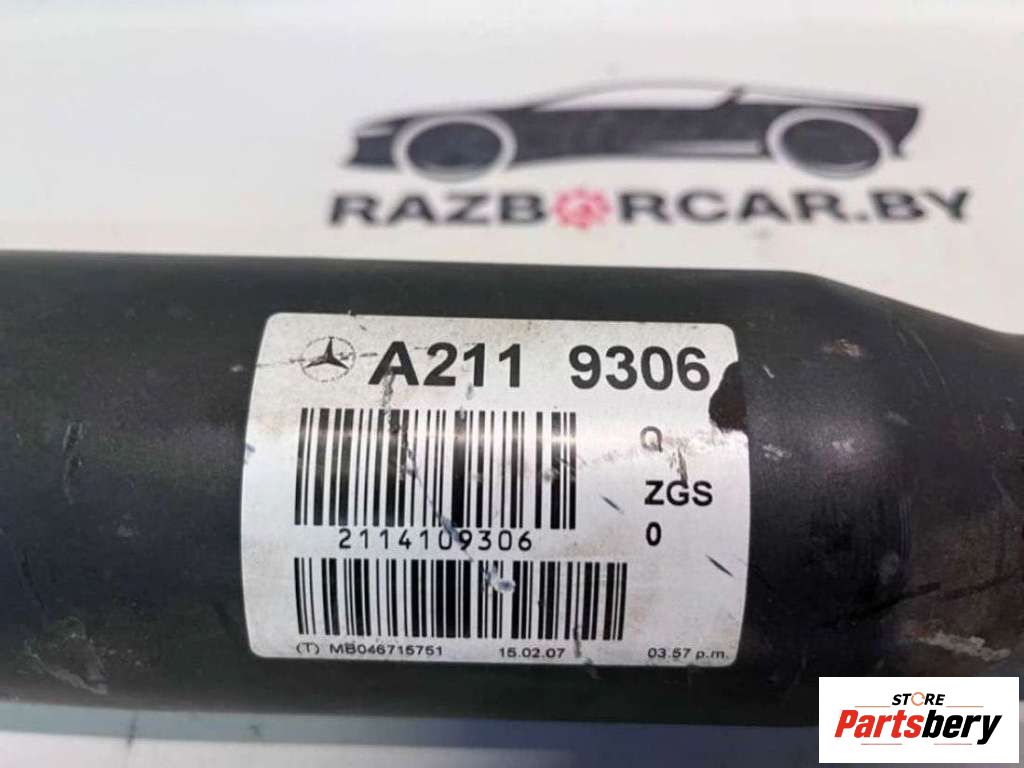 RAZBORCAR.BY
A211 9306
Q
ZGS
0
2114109306
(T) MB046715751 15.02.07 03.57 p.m.
STORE
Partsbery